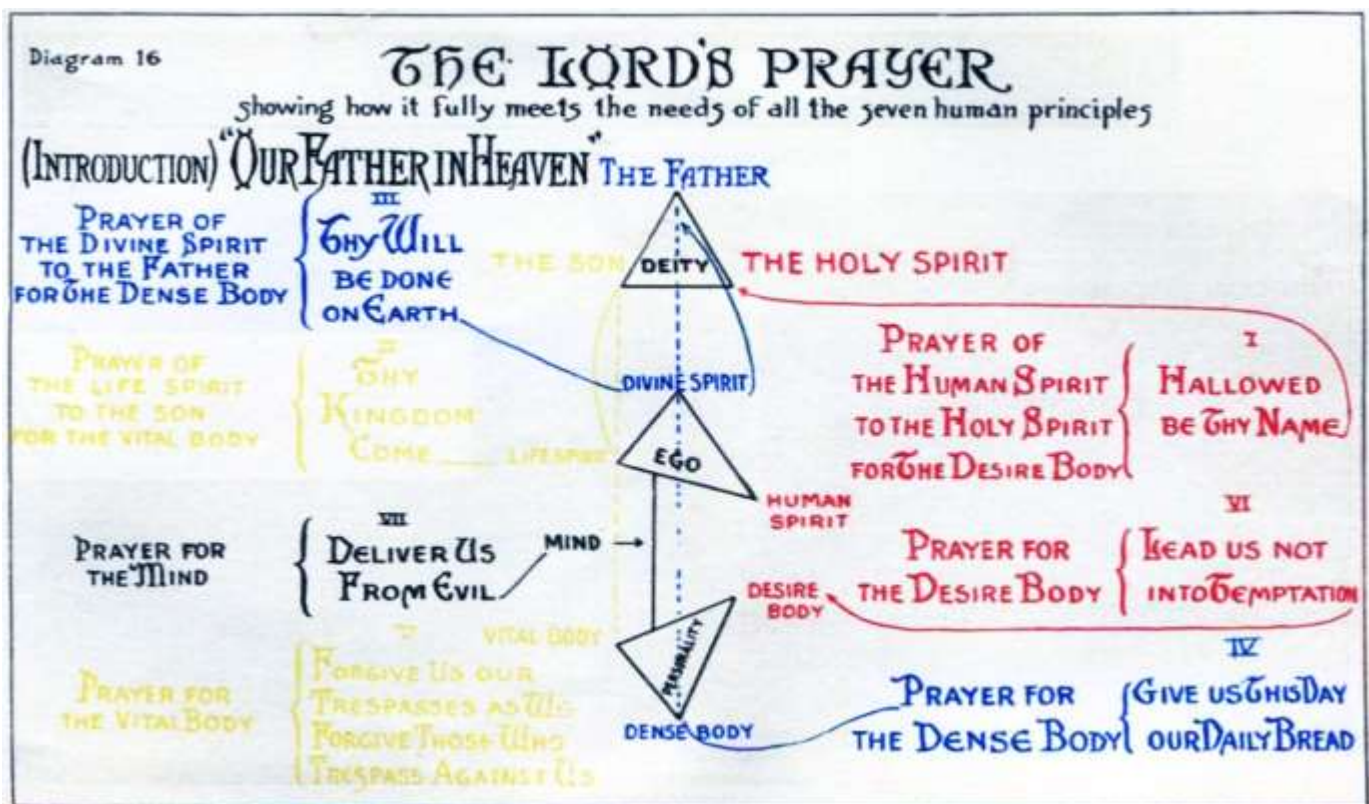 Diagram 16
THE LORD'S PRAYER
showing how it fully meets the needs of all the seven human principles
(INTRODUCTION) "OUR FATHER IN HEAVEN" THE FATHER
III
PRAYER OF
THE DIVINE SPIRIT
TO THE FATHER
FOR THE DENSE BODY
THY WILL
BE DONE
ON EARTH
THE SON
DEITY
THE HOLY SPIRIT
PRAYER OF
THE HUMAN SPIRIT
TO THE HOLY SPIRIT
FOR THE DESIRE BODY
I
HALLOWED
BE THY NAME
DIVINE SPIRIT
PRAYER OF
THE LIFE SPIRIT
TO THE SON
FOR THE VITAL BODY
II
THY
KINGDOM
COME
LIFE SPIRIT
EGO
HUMAN
SPIRIT
PRAYER FOR
THE MIND
VII
DELIVER US
FROM EVIL
MIND
PRAYER FOR
THE DESIRE BODY
VI
LEAD US NOT
INTO TEMPTATION
DESIRE
BODY
VITAL BODY
PERSONALITY
PRAYER FOR
THE VITAL BODY
V
FORGIVE US OUR
TRESPASSES AS WE
FORGIVE THOSE WHO
TRESPASS AGAINST US
DENSE BODY
PRAYER FOR
THE DENSE BODY
IV
GIVE US THIS DAY
OUR DAILY BREAD